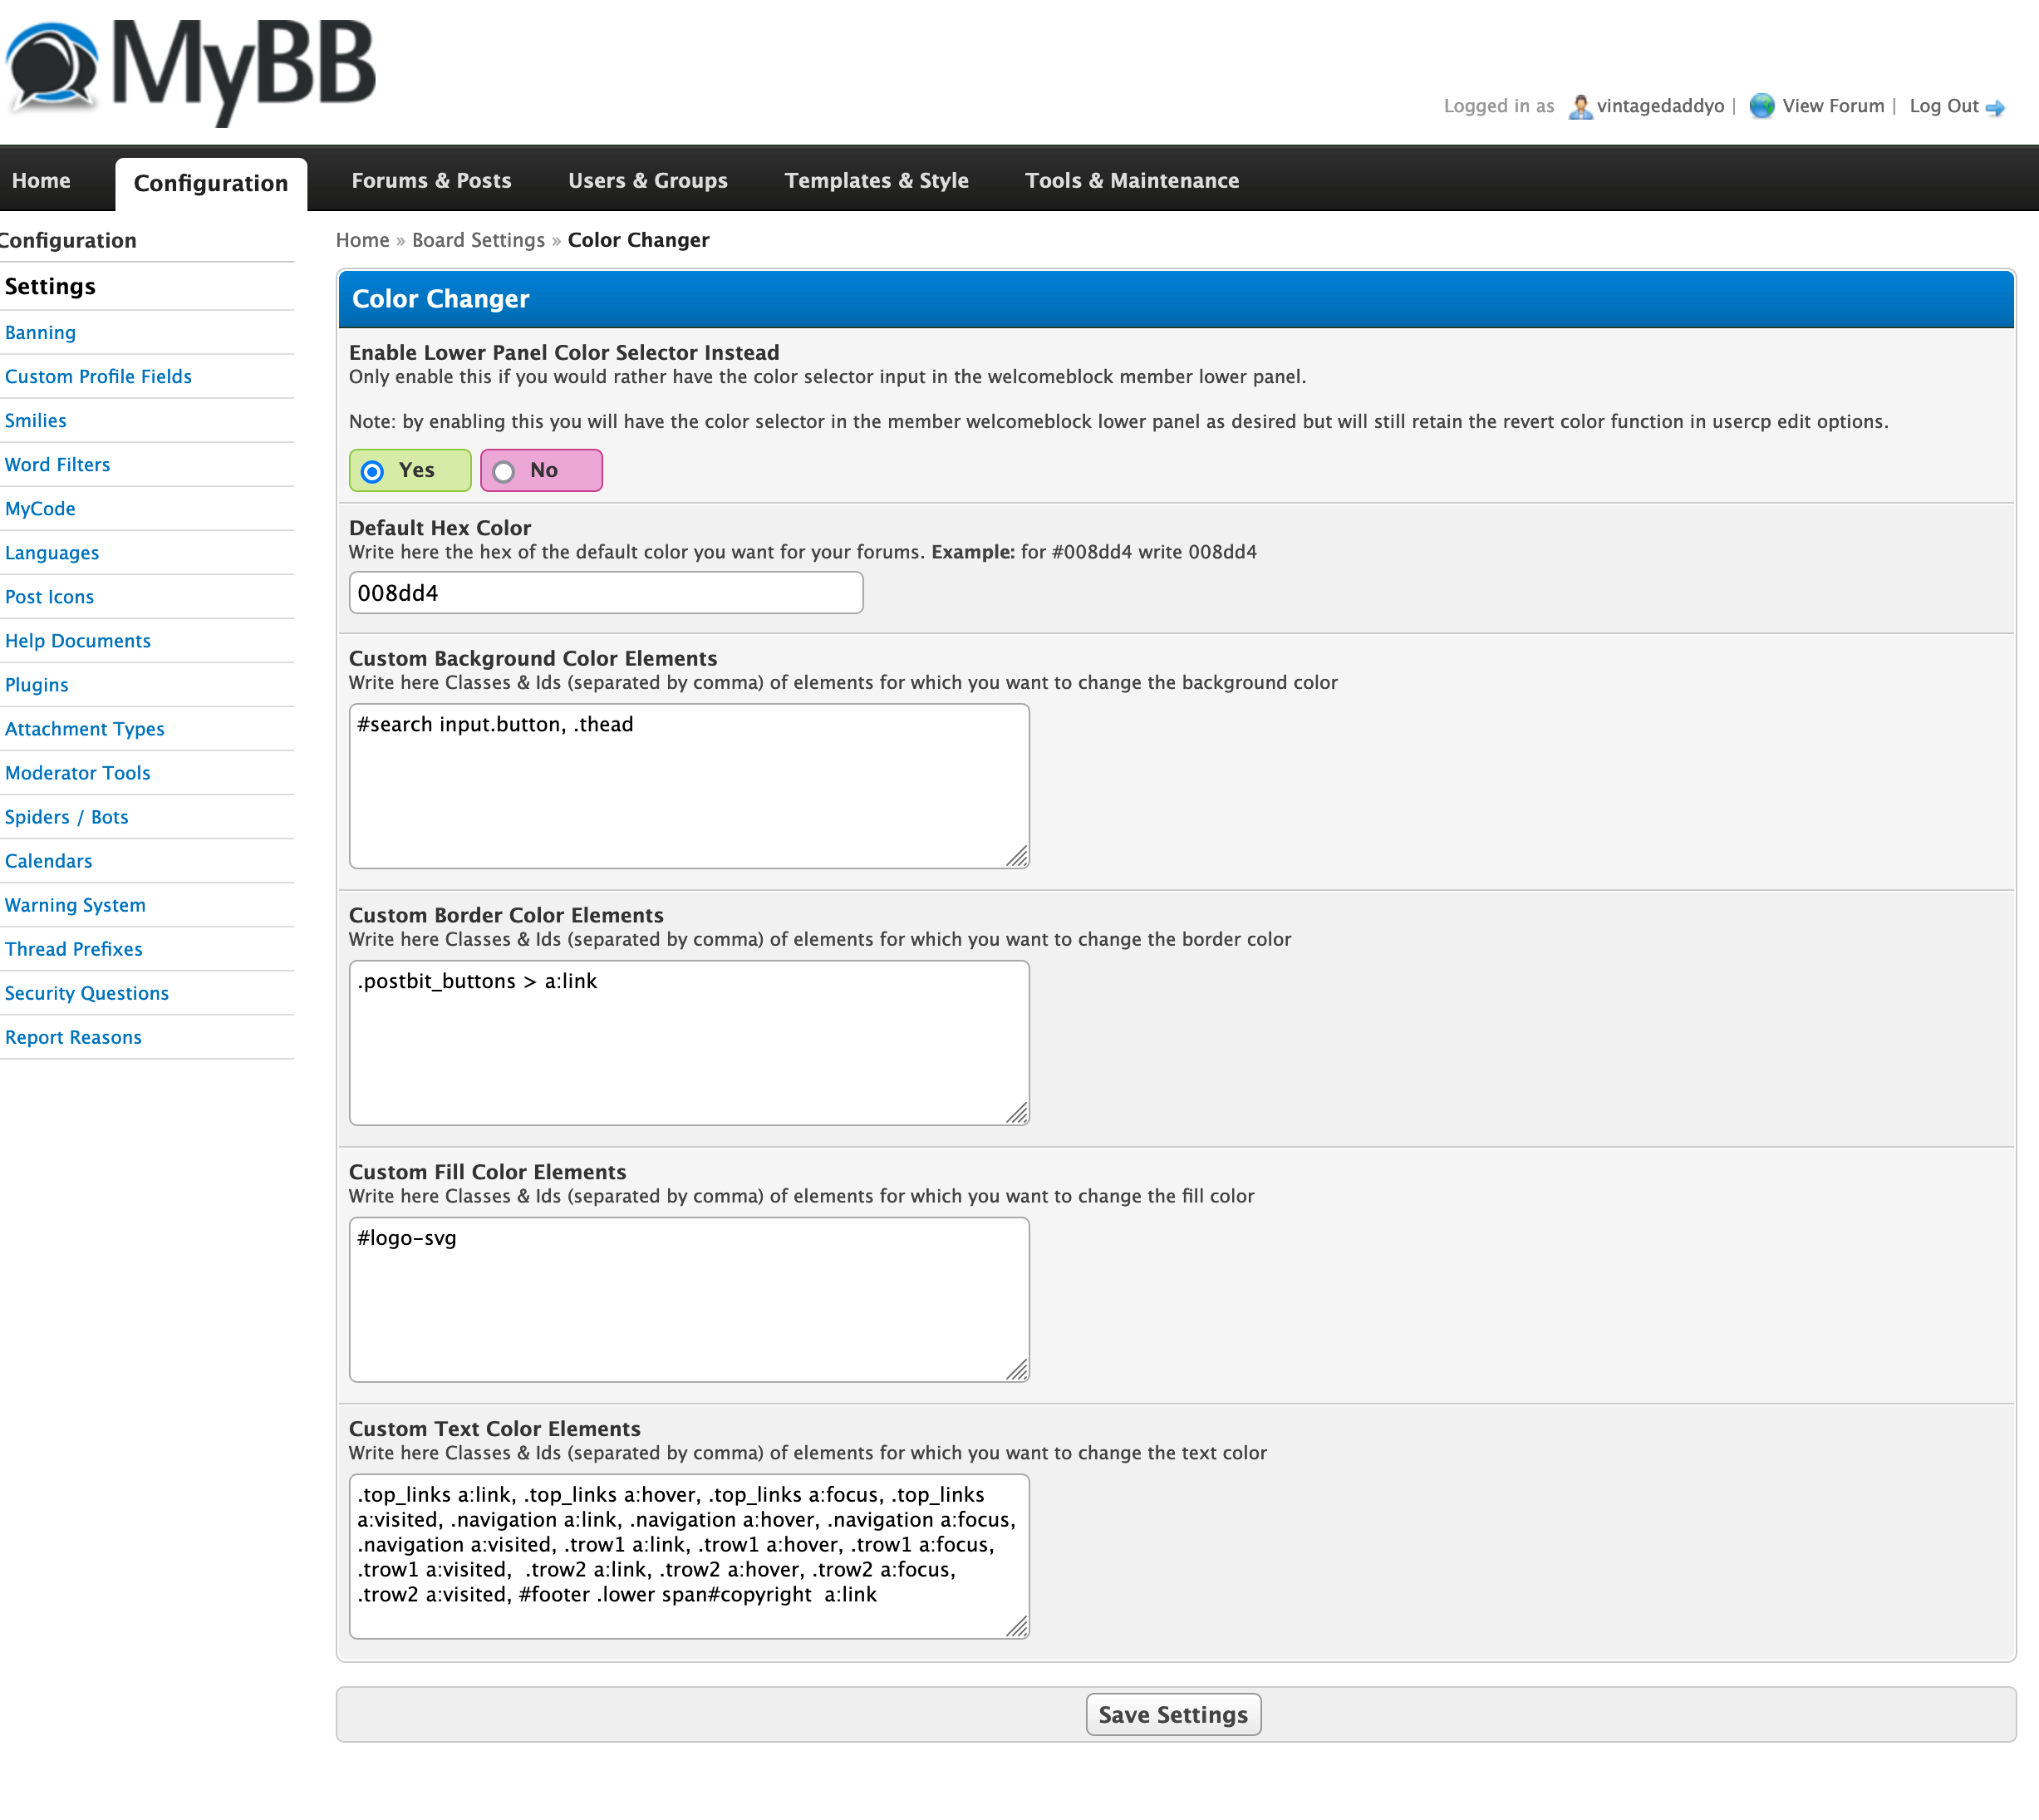 MyBB
Logged in as vintagedaddyo | View Forum | Log Out
Home Configuration Forums & Posts Users & Groups Templates & Style Tools & Maintenance
Configuration
Settings
Banning
Custom Profile Fields
Smilies
Word Filters
MyCode
Languages
Post Icons
Help Documents
Plugins
Attachment Types
Moderator Tools
Spiders / Bots
Calendars
Warning System
Thread Prefixes
Security Questions
Report Reasons
Home » Board Settings » Color Changer
Color Changer
Enable Lower Panel Color Selector Instead
Only enable this if you would rather have the color selector input in the welcomeblock member lower panel.
Note: by enabling this you will have the color selector in the member welcomeblock lower panel as desired but will still retain the revert color function in usercp edit options.
Yes No
Default Hex Color
Write here the hex of the default color you want for your forums. Example: for #008dd4 write 008dd4
008dd4
Custom Background Color Elements
Write here Classes & Ids (separated by comma) of elements for which you want to change the background color
#search input.button, .thead
Custom Border Color Elements
Write here Classes & Ids (separated by comma) of elements for which you want to change the border color
.postbit_buttons > a:link
Custom Fill Color Elements
Write here Classes & Ids (separated by comma) of elements for which you want to change the fill color
#logo-svg
Custom Text Color Elements
Write here Classes & Ids (separated by comma) of elements for which you want to change the text color
.top_links a:link, .top_links a:hover, .top_links a:focus, .top_links
a:visited, .navigation a:link, .navigation a:hover, .navigation a:focus,
.navigation a:visited, .trow1 a:link, .trow1 a:hover, .trow1 a:focus,
.trow1 a:visited,  .trow2 a:link, .trow2 a:hover, .trow2 a:focus,
.trow2 a:visited, #footer .lower span#copyright  a:link
Save Settings